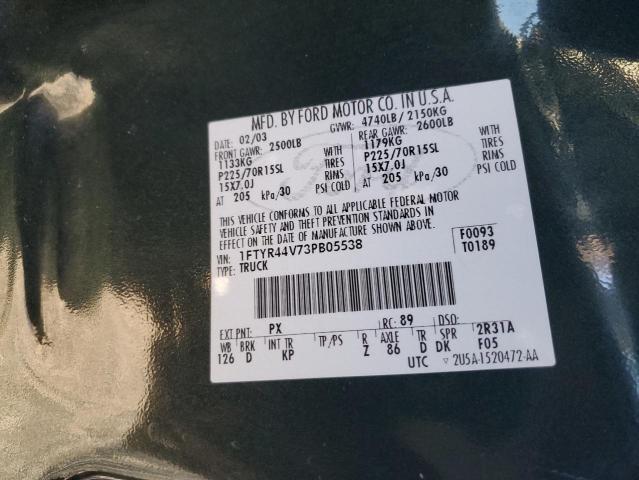 MFD. BY FORD MOTOR CO. IN U.S.A.
DATE: 02/03 GVWR: 4740LB / 2150KG
FRONT GAWR: 2500LB REAR GAWR: 2600LB
1133KG WITH 1179KG WITH
P225/70R15SL TIRES P225/70R15SL TIRES
15X7.0J RIMS 15X7.0J RIMS
AT 205 kPa/30 PSI COLD AT 205 kPa/30 PSI COLD
THIS VEHICLE CONFORMS TO ALL APPLICABLE FEDERAL MOTOR
VEHICLE SAFETY AND THEFT PREVENTION STANDARDS IN
EFFECT ON THE DATE OF MANUFACTURE SHOWN ABOVE.
VIN: 1FTYR44V73PB05538 F0093
TYPE: TRUCK T0189
EXT PNT: PX RC: 89 DSO:
WB BRK INT TR TP/PS R AXLE TR SPR 2R31A
126 D KP Z 86 D DK F05
UTC ▽ 2U5A-1520472-AA
Ford